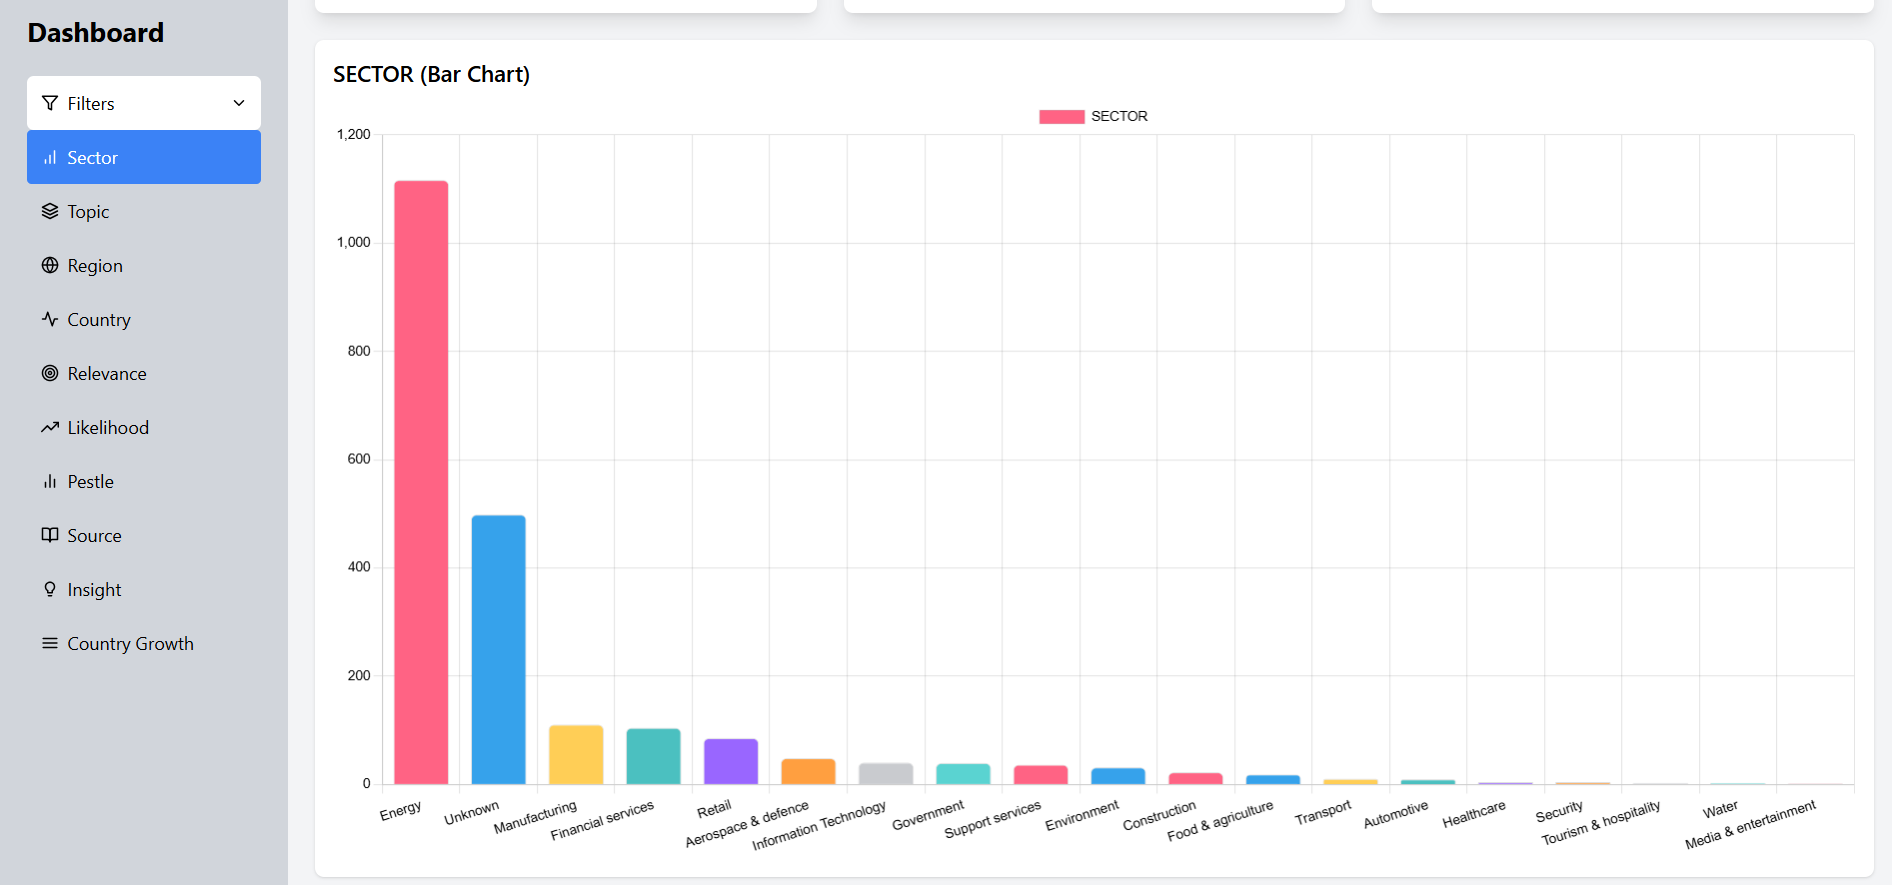 Dashboard
Filters
Sector
Topic
Region
Country
Relevance
Likelihood
Pestle
Source
Insight
Country Growth
SECTOR (Bar Chart)
SECTOR
1,200
1,000
800
600
400
200
0
Energy
Unknown
Manufacturing
Financial services
Retail
Aerospace & defence
Information Technology
Government
Support services
Environment
Construction
Food & agriculture
Transport
Automotive
Healthcare
Security
Tourism & hospitality
Water
Media & entertainment